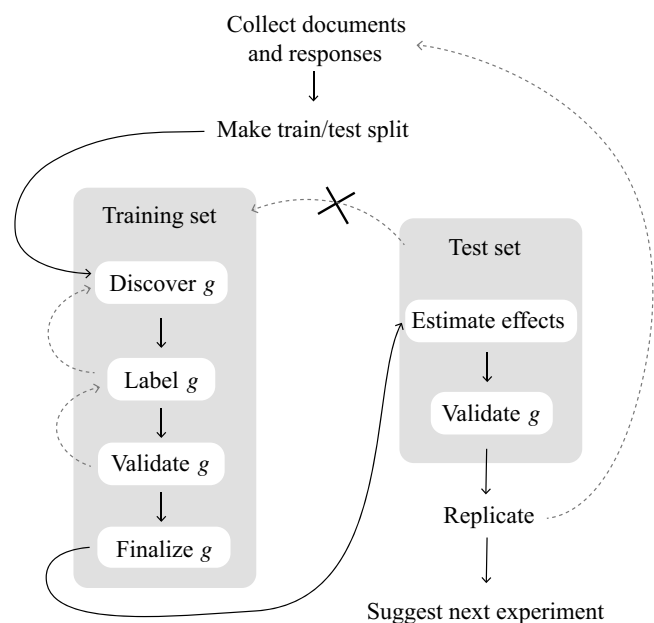 Collect documents
and responses
Make train/test split
Training set
Discover g
Label g
Validate g
Finalize g
Test set
Estimate effects
Validate g
Replicate
Suggest next experiment